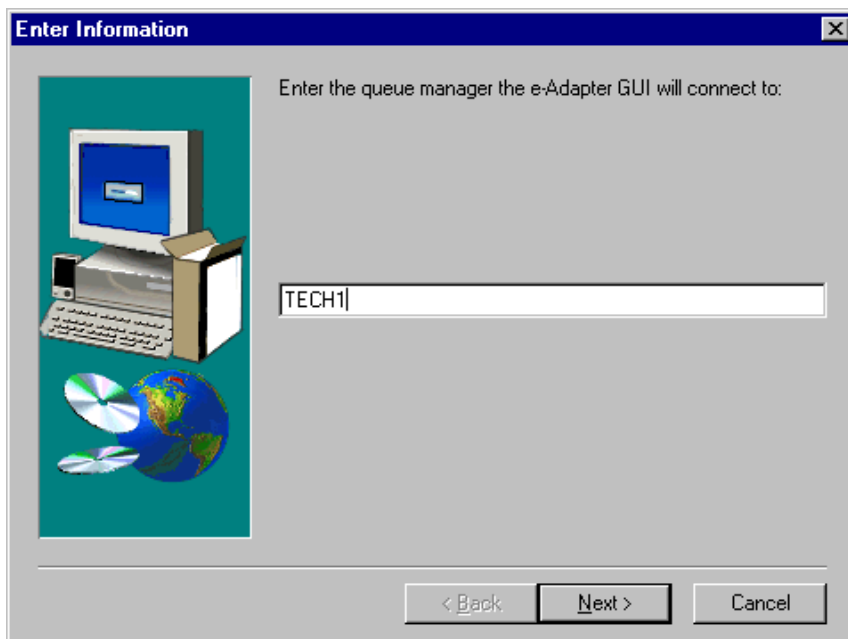 Enter Information
Enter the queue manager the e-Adapter GUI will connect to:
TECH1
< Back
Next >
Cancel